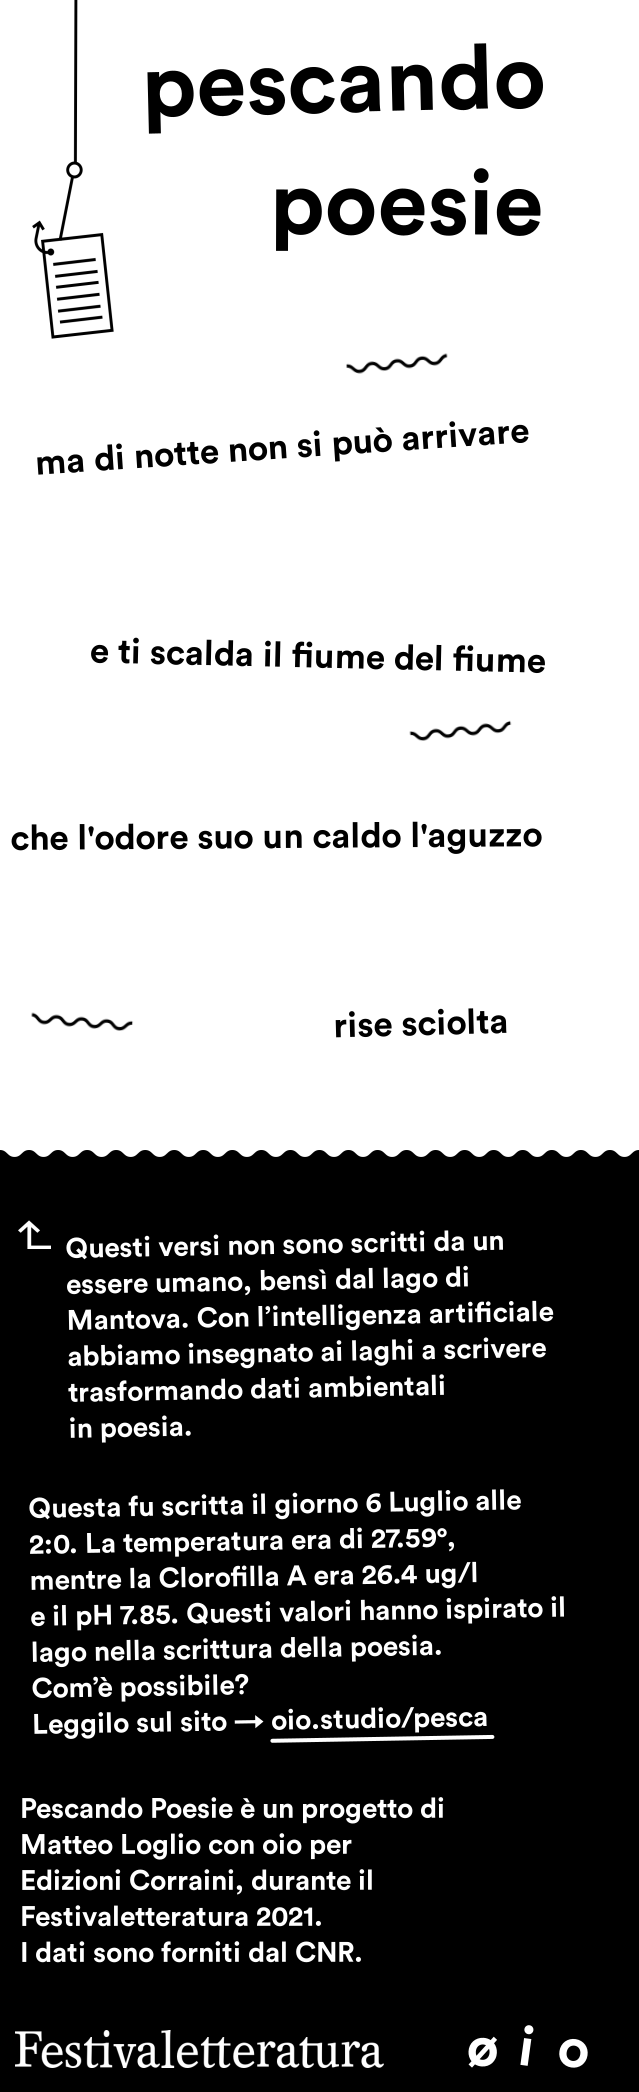 pescando
poesie
ma di notte non si può arrivare
e ti scalda il fiume del fiume
che l'odore suo un caldo l'aguzzo
rise sciolta
Questi versi non sono scritti da un
essere umano, bensì dal lago di
Mantova. Con l’intelligenza artificiale
abbiamo insegnato ai laghi a scrivere
trasformando dati ambientali
in poesia.
Questa fu scritta il giorno 6 Luglio alle
2:0. La temperatura era di 27.59°,
mentre la Clorofilla A era 26.4 ug/l
e il pH 7.85. Questi valori hanno ispirato il
lago nella scrittura della poesia.
Com’è possibile?
Leggilo sul sito → oio.studio/pesca
Pescando Poesie è un progetto di
Matteo Loglio con oio per
Edizioni Corraini, durante il
Festivaletteratura 2021.
I dati sono forniti dal CNR.
Festivaletteratura ø i o